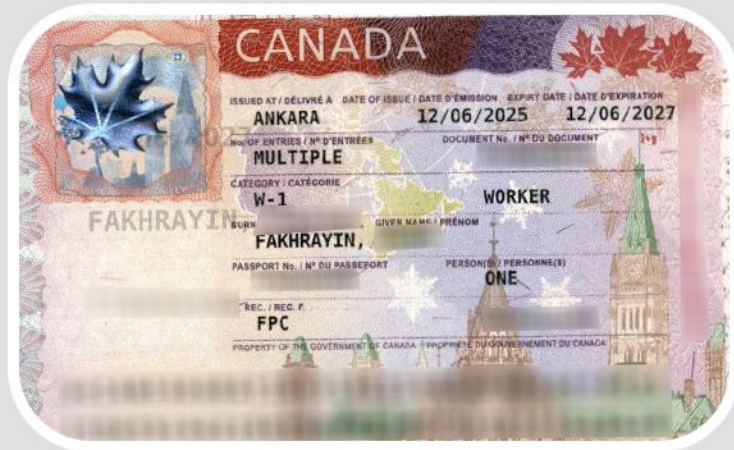 CANADA
ISSUED AT / DÉLIVRÉ À DATE OF ISSUE / DATE D'ÉMISSION EXPIRY DATE / DATE D'EXPIRATION
ANKARA 12/06/2025 12/06/2027
No. OF ENTRIES / Nº D'ENTRÉES DOCUMENT No. / Nº DU DOCUMENT
MULTIPLE
CATEGORY / CATÉGORIE
W-1 WORKER
FAKHRAYIN
SURN GIVEN NAME / PRÉNOM
FAKHRAYIN,
PASSPORT No. / Nº DU PASSEPORT PERSON(S) / PERSONNE(S)
ONE
REC. / REC. F.
FPC
PROPERTY OF THE GOVERNMENT OF CANADA / PROPRIÉTÉ DU GOUVERNEMENT DU CANADA